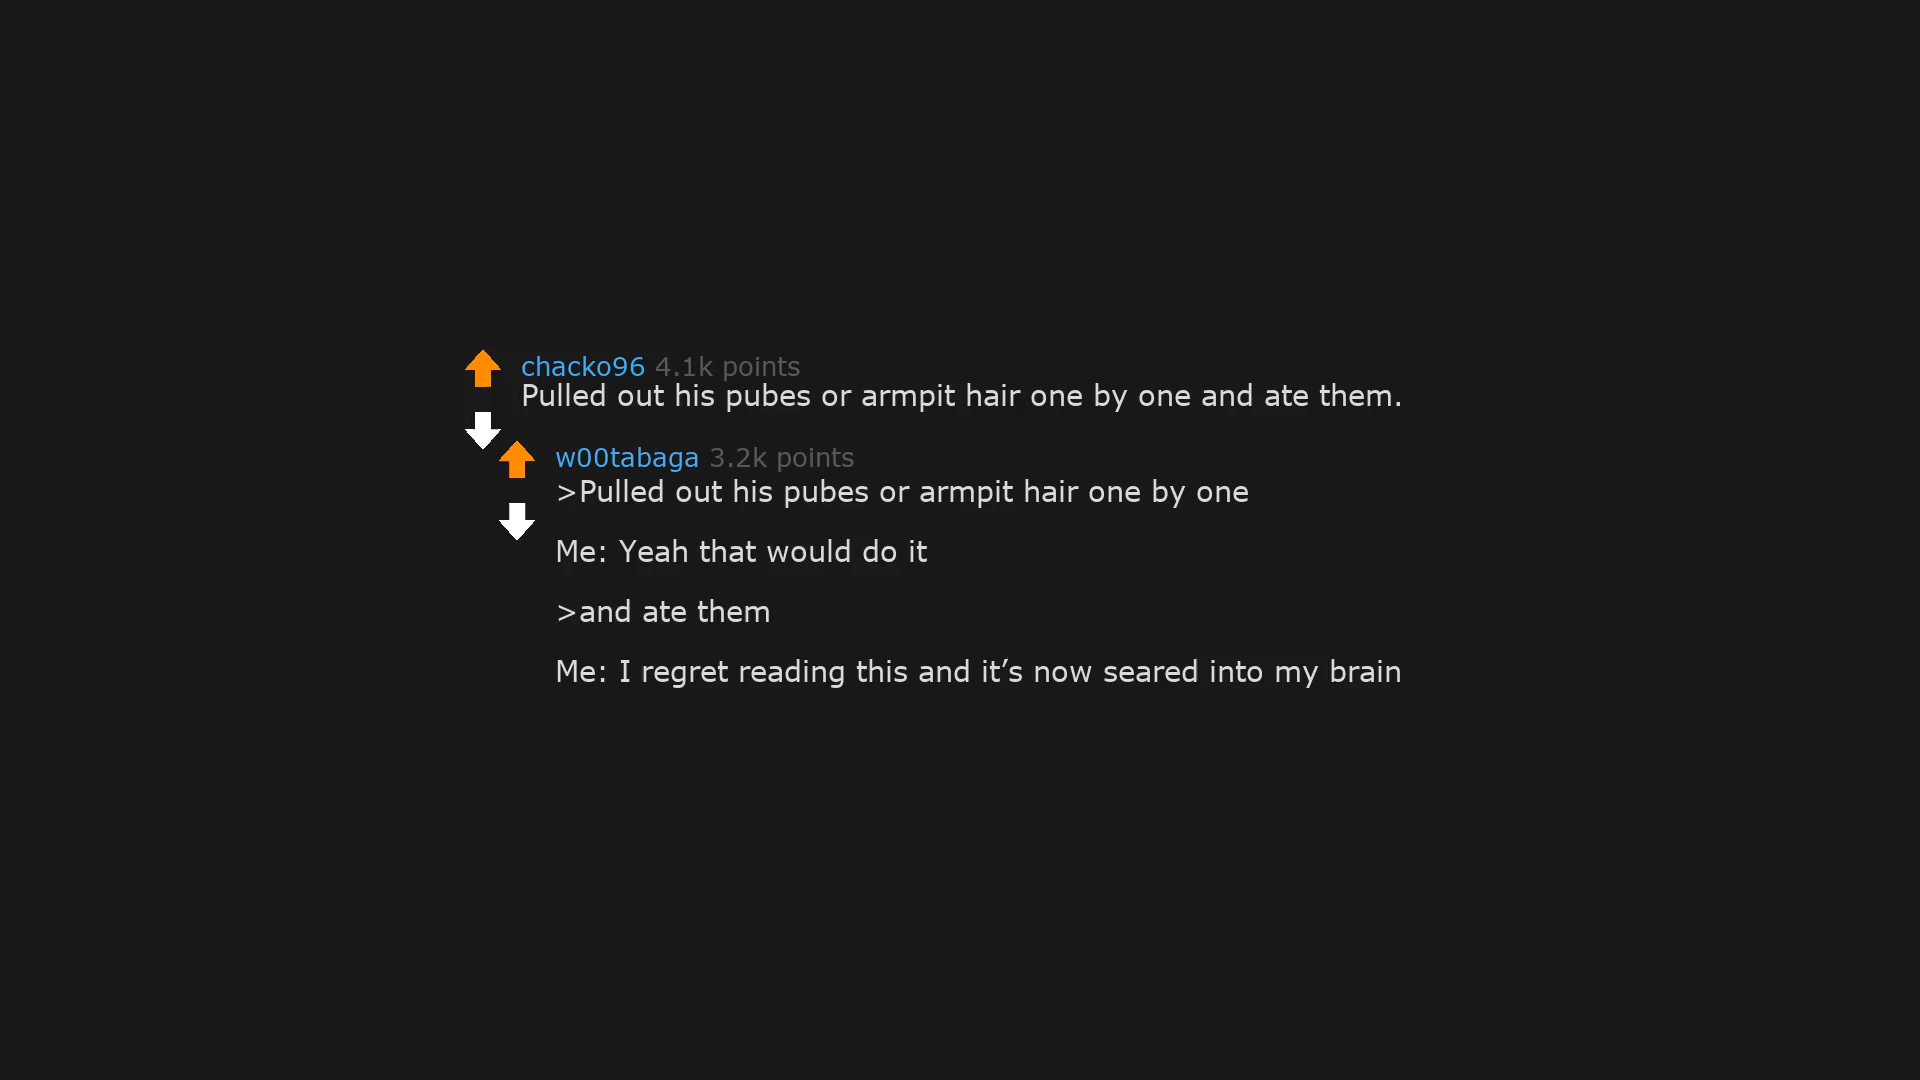 chacko96 4.1k points
Pulled out his pubes or armpit hair one by one and ate them.
w00tabaga 3.2k points
>Pulled out his pubes or armpit hair one by one
Me: Yeah that would do it
>and ate them
Me: I regret reading this and it’s now seared into my brain